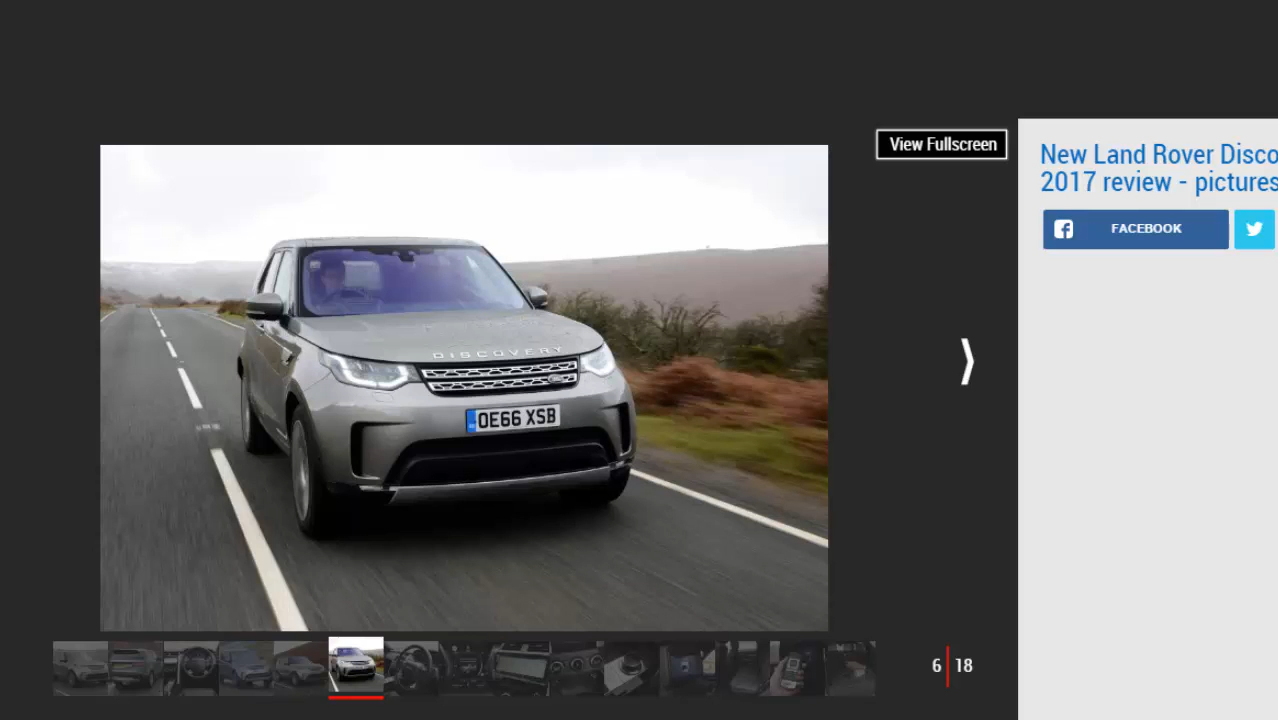 View Fullscreen
New Land Rover Disco
2017 review - pictures
FACEBOOK
DISCOVERY
OE66 XSB
6 18